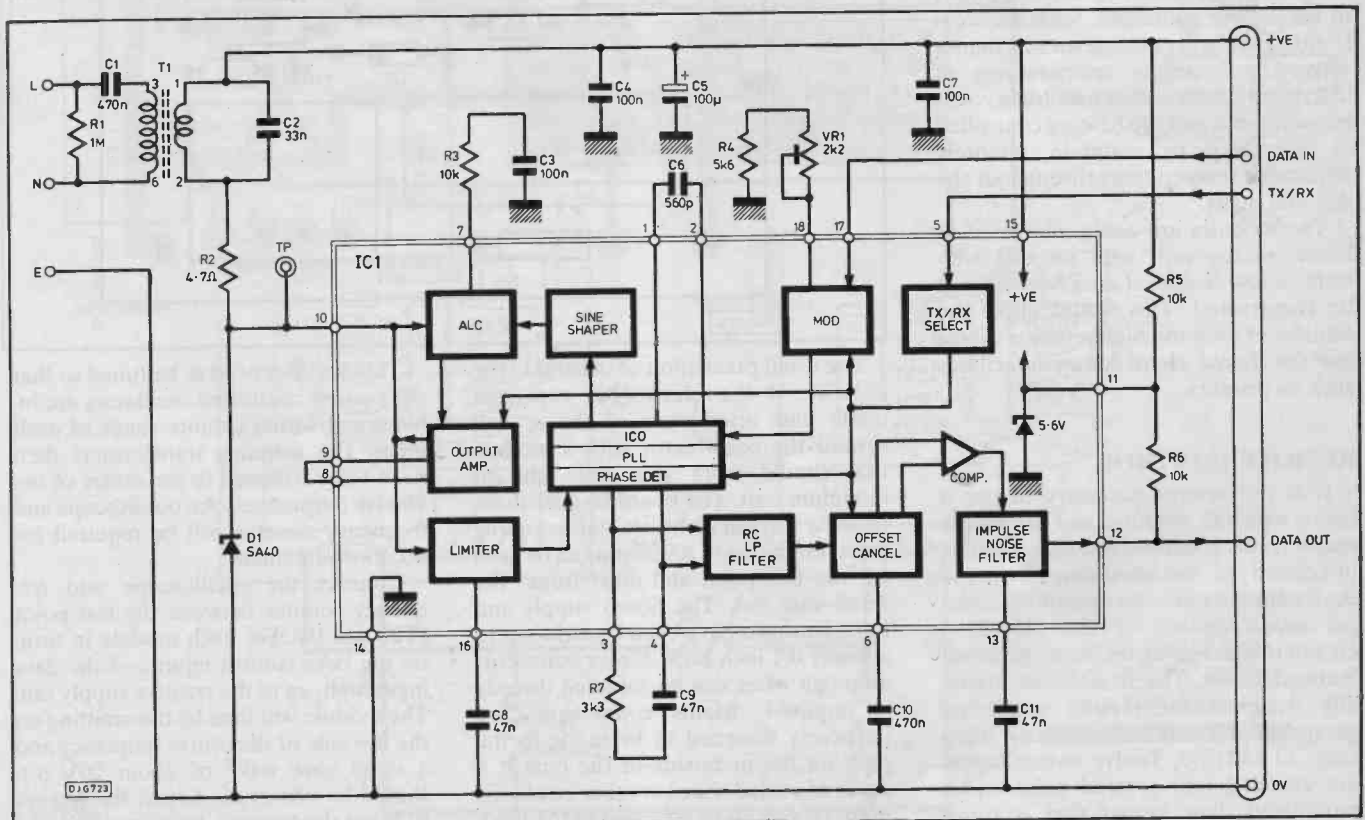 +VE
L
C1
470n
T1
3
1
R1
1M
C2
33n
N
6
2
C4
100n
+
C5
100µ
C7
100n
R3
10k
C3
100n
R4
5k6
VR1
2k2
C6
560p
DATA IN
TX/RX
R2
4·7Ω
TP
E
7
1
2
18
17
5
15
IC1
10
ALC
SINE
SHAPER
MOD
TX/RX
SELECT
+VE
R5
10k
11
5·6V
9
8
OUTPUT
AMP.
ICO
PLL
PHASE DET
COMP.
R6
10k
D1
SA40
LIMITER
RC
LP
FILTER
OFFSET
CANCEL
IMPULSE
NOISE
FILTER
12
DATA OUT
14
16
3
4
6
13
C8
47n
R7
3k3
C9
47n
C10
470n
C11
47n
DIG723
0V